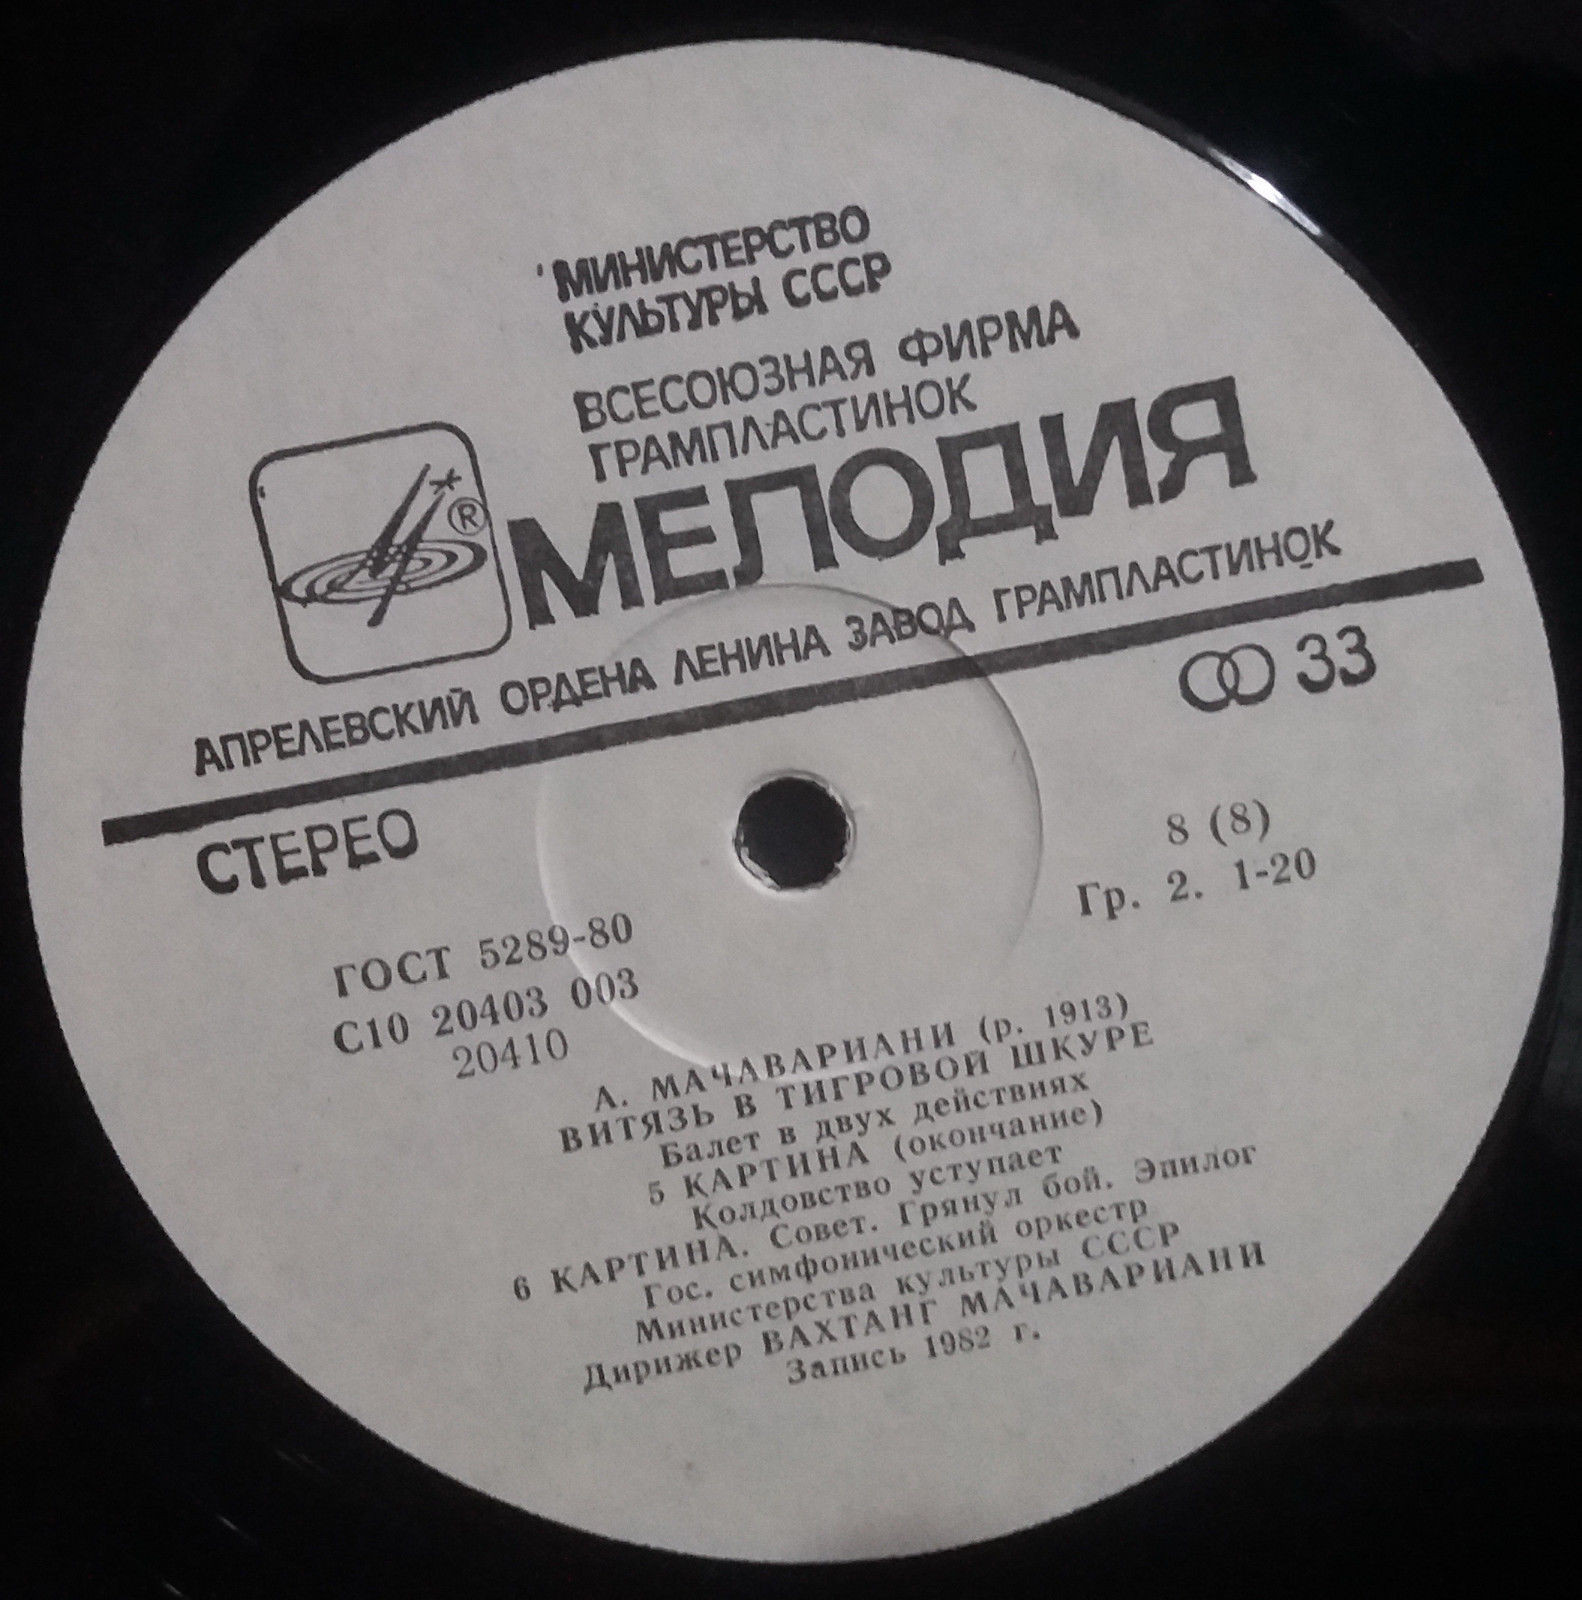 МИНИСТЕРСТВО
КУЛЬТУРЫ СССР
ВСЕСОЮЗНАЯ ФИРМА
ГРАМПЛАСТИНОК
МЕЛОДИЯ
®
АПРЕЛЕВСКИЙ ОРДЕНА ЛЕНИНА ЗАВОД ГРАМПЛАСТИНОК
33
СТЕРЕО
8 (8)
Гр. 2. 1-20
ГОСТ 5289-80
С10 20403 003
20410
А. МАЧАВАРИАНИ (р. 1913)
ВИТЯЗЬ В ТИГРОВОЙ ШКУРЕ
Балет в двух действиях
5 КАРТИНА (окончание)
Колдовство уступает
6 КАРТИНА. Совет. Грянул бой. Эпилог
Гос. симфонический оркестр
Министерства культуры СССР
Дирижер ВАХТАНГ МАЧАВАРИАНИ
Запись 1982 г.